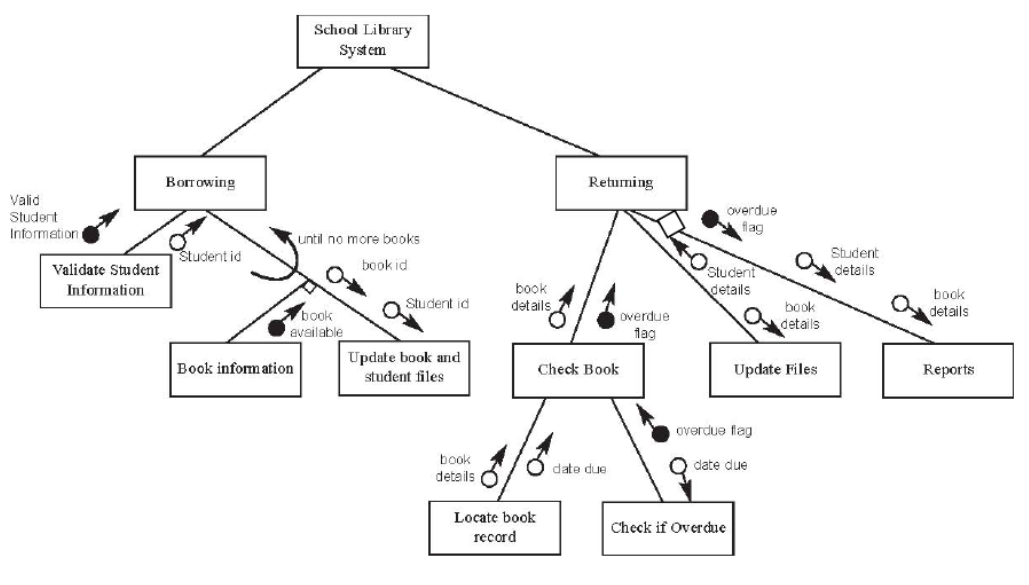 School Library
System
Borrowing
Returning
Valid
Student
Information
Student id
until no more books
overdue
flag
Validate Student
Information
book id
Student id
book
available
book
details
overdue
flag
Student
details
book
details
Student
details
book
details
Book information
Update book and
student files
Check Book
Update Files
Reports
overdue flag
book
details
date due
date due
Locate book
record
Check if Overdue